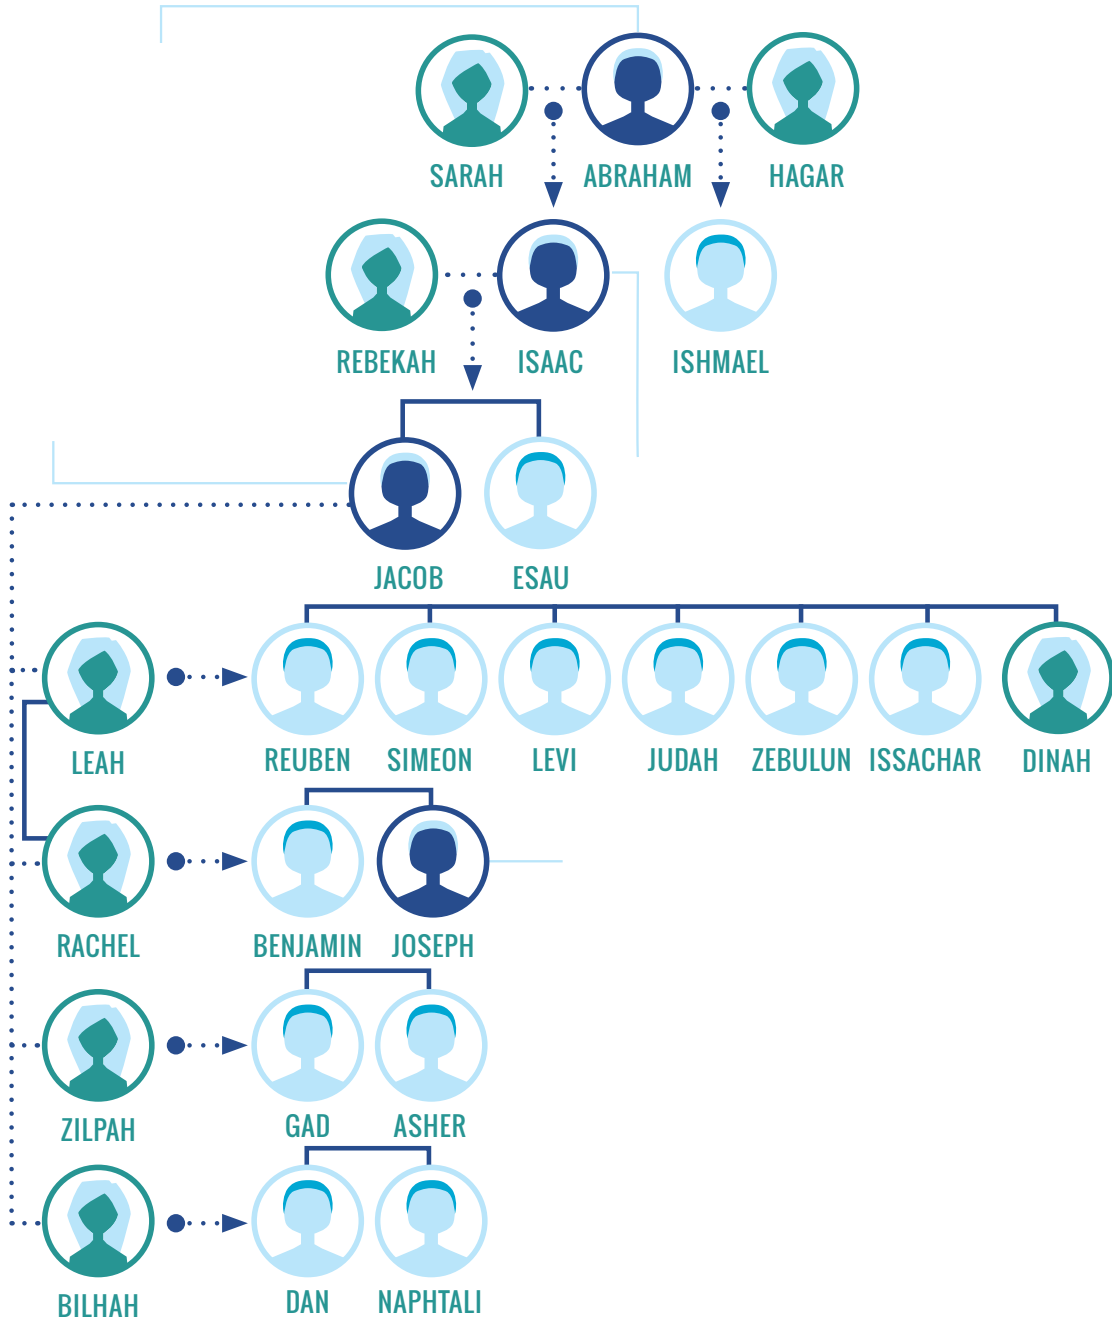 SARAH ABRAHAM HAGAR
REBEKAH ISAAC ISHMAEL
JACOB ESAU
LEAH REUBEN SIMEON LEVI JUDAH ZEBULUN ISSACHAR DINAH
RACHEL BENJAMIN JOSEPH
ZILPAH GAD ASHER
BILHAH DAN NAPHTALI